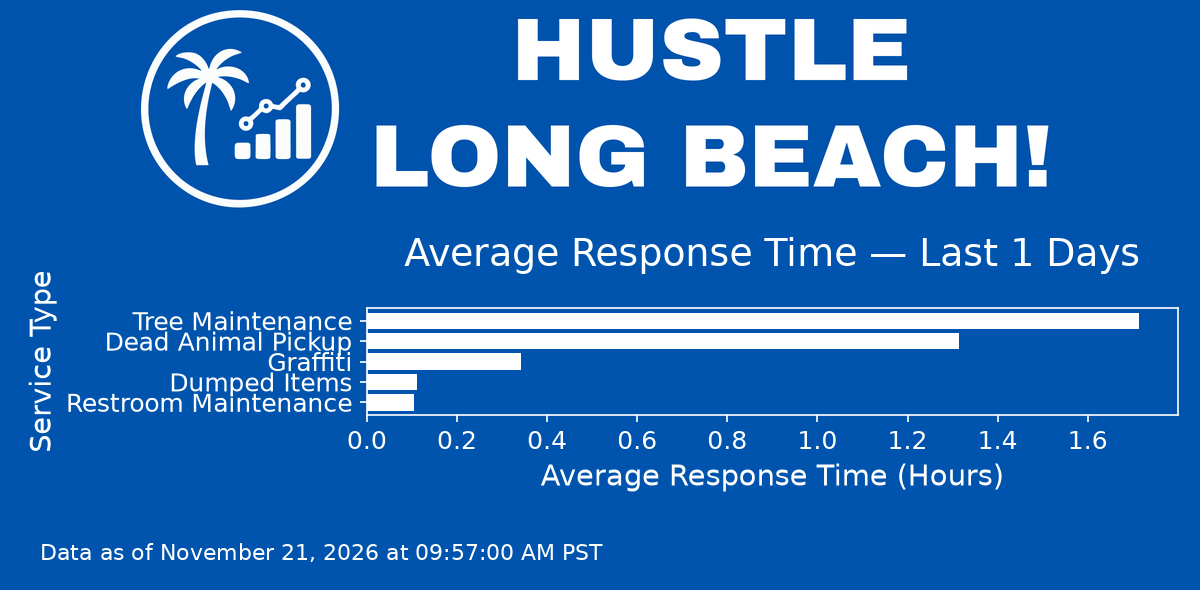 HUSTLE
LONG BEACH!
Average Response Time — Last 1 Days
Service Type
Tree Maintenance
Dead Animal Pickup
Graffiti
Dumped Items
Restroom Maintenance
0.0 0.2 0.4 0.6 0.8 1.0 1.2 1.4 1.6
Average Response Time (Hours)
Data as of November 21, 2026 at 09:57:00 AM PST